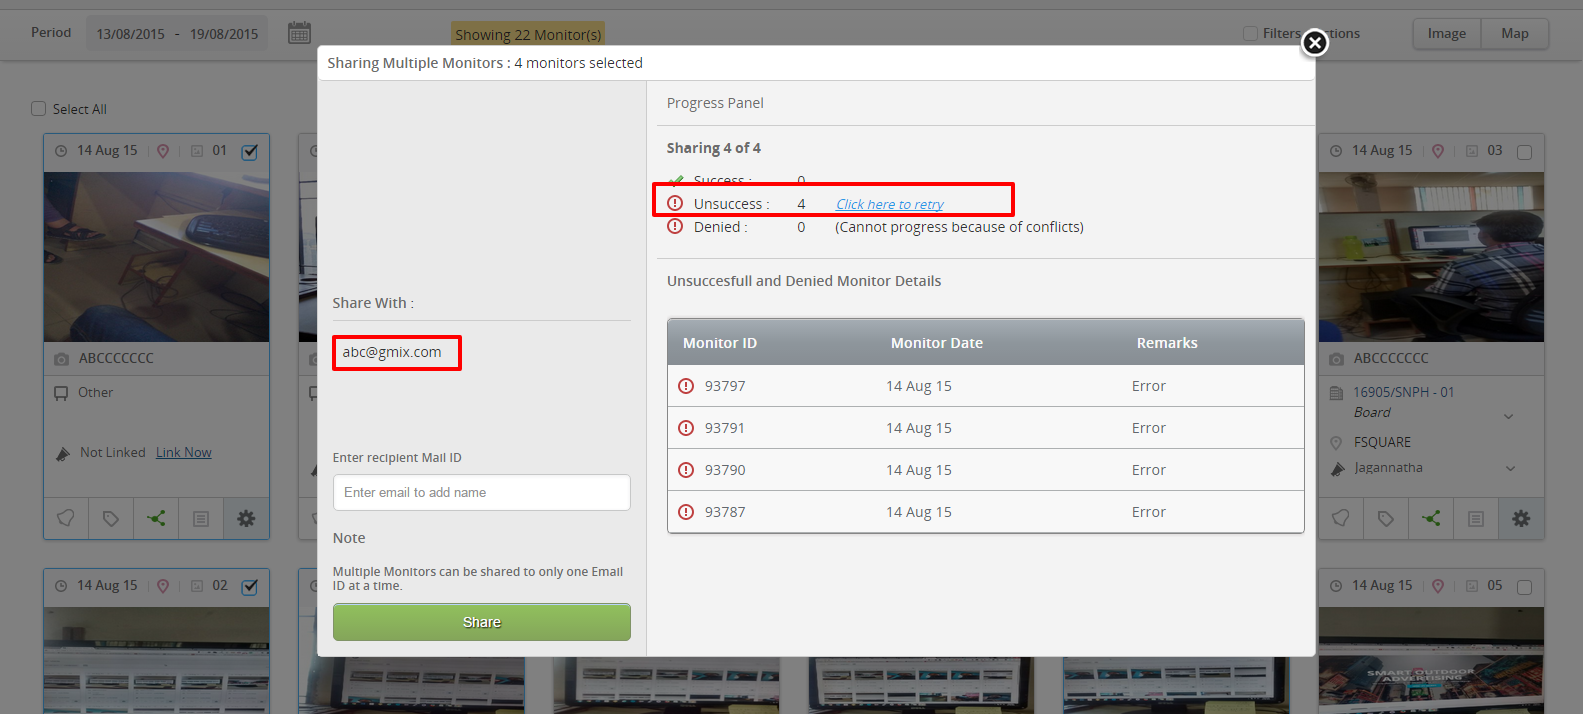 Period 13/08/2015 - 19/08/2015 Showing 22 Monitor(s) Filters ctions Image Map
Sharing Multiple Monitors : 4 monitors selected
Select All
14 Aug 15 01
ABCCCCCCC
Other
Not Linked Link Now
14 Aug 15 02
Share With :
abc@gmix.com
Enter recipient Mail ID
Enter email to add name
Note
Multiple Monitors can be shared to only one Email
ID at a time.
Share
Progress Panel
Sharing 4 of 4
Success : 0
Unsuccess : 4 Click here to retry
Denied : 0 (Cannot progress because of conflicts)
Unsuccesfull and Denied Monitor Details
Monitor ID Monitor Date Remarks
93797 14 Aug 15 Error
93791 14 Aug 15 Error
93790 14 Aug 15 Error
93787 14 Aug 15 Error
14 Aug 15 03
ABCCCCCCC
16905/SNPH - 01
Board
FSQUARE
Jagannatha
14 Aug 15 05
SMART OUTDOOR
ADVERTISING